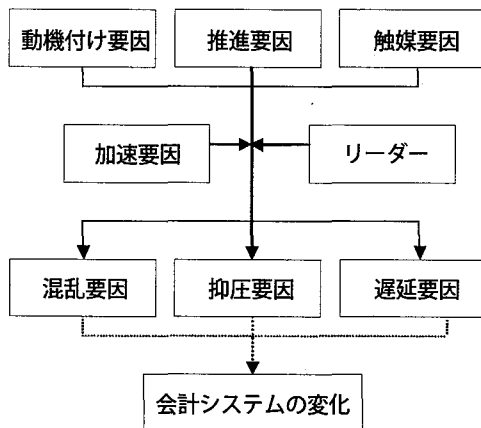 動機付け要因
推進要因
触媒要因
加速要因
リーダー
混乱要因
抑圧要因
遅延要因
会計システムの変化